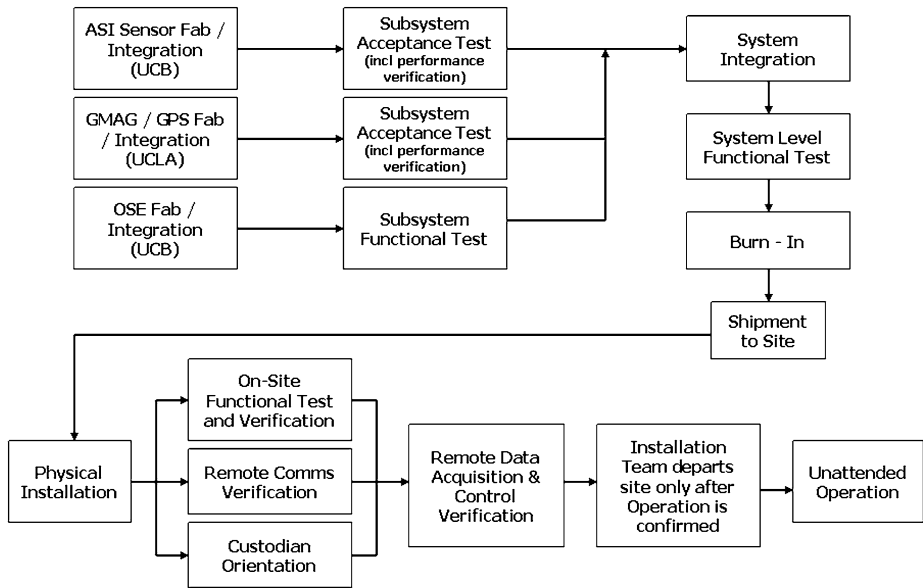 ASI Sensor Fab /
Integration
(UCB)
Subsystem
Acceptance Test
(incl performance
verification)
System
Integration
GMAG / GPS Fab
/ Integration
(UCLA)
Subsystem
Acceptance Test
(incl performance
verification)
System Level
Functional Test
OSE Fab /
Integration
(UCB)
Subsystem
Functional Test
Burn - In
Shipment
to Site
Physical
Installation
On-Site
Functional Test
and Verification
Remote Comms
Verification
Custodian
Orientation
Remote Data
Acquisition &
Control
Verification
Installation
Team departs
site only after
Operation is
confirmed
Unattended
Operation